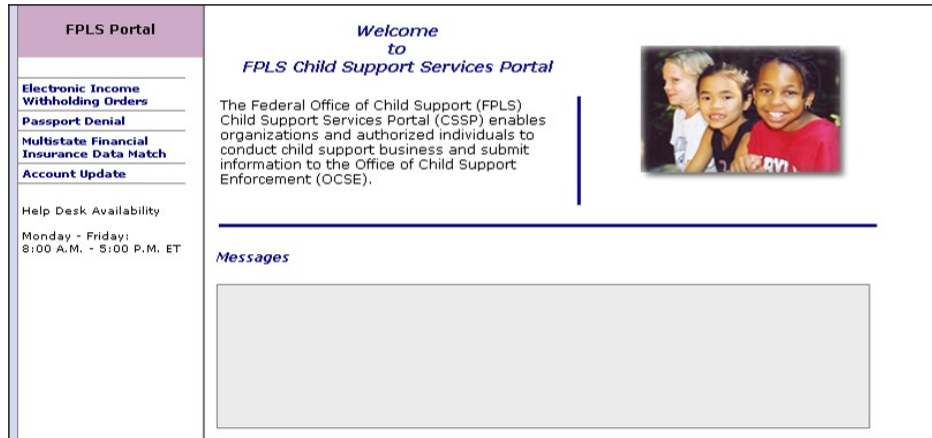 FPLS Portal
Electronic Income
Withholding Orders
Passport Denial
Multistate Financial
Insurance Data Match
Account Update
Help Desk Availability
Monday - Friday:
8:00 A.M. - 5:00 P.M. ET
Welcome
to
FPLS Child Support Services Portal
The Federal Office of Child Support (FPLS)
Child Support Services Portal (CSSP) enables
organizations and authorized individuals to
conduct child support business and submit
information to the Office of Child Support
Enforcement (OCSE).
Messages